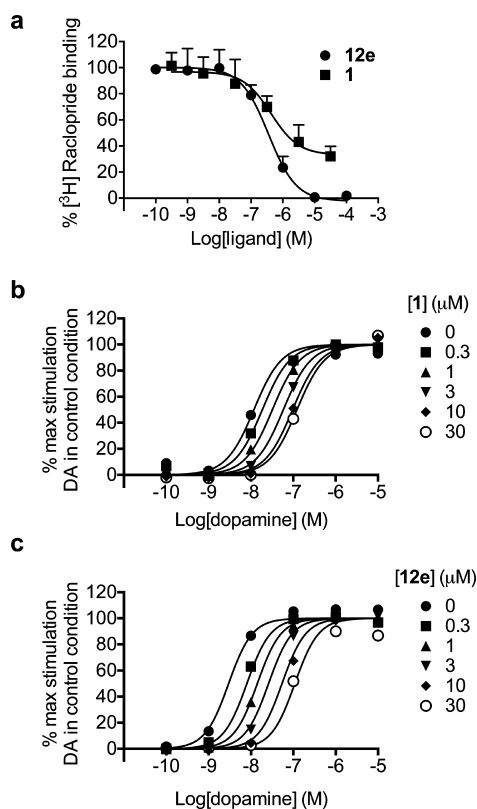 a
% [³H] Raclopride binding
120
100
80
60
40
20
0
-10 -9 -8 -7 -6 -5 -4 -3
Log[ligand] (M)
12e
1
b
% max stimulation
DA in control condition
120
100
80
60
40
20
0
-10 -9 -8 -7 -6 -5
Log[dopamine] (M)
[1] (μM)
0
0.3
1
3
10
30
c
% max stimulation
DA in control condition
120
100
80
60
40
20
0
-10 -9 -8 -7 -6 -5
Log[dopamine] (M)
[12e] (μM)
0
0.3
1
3
10
30